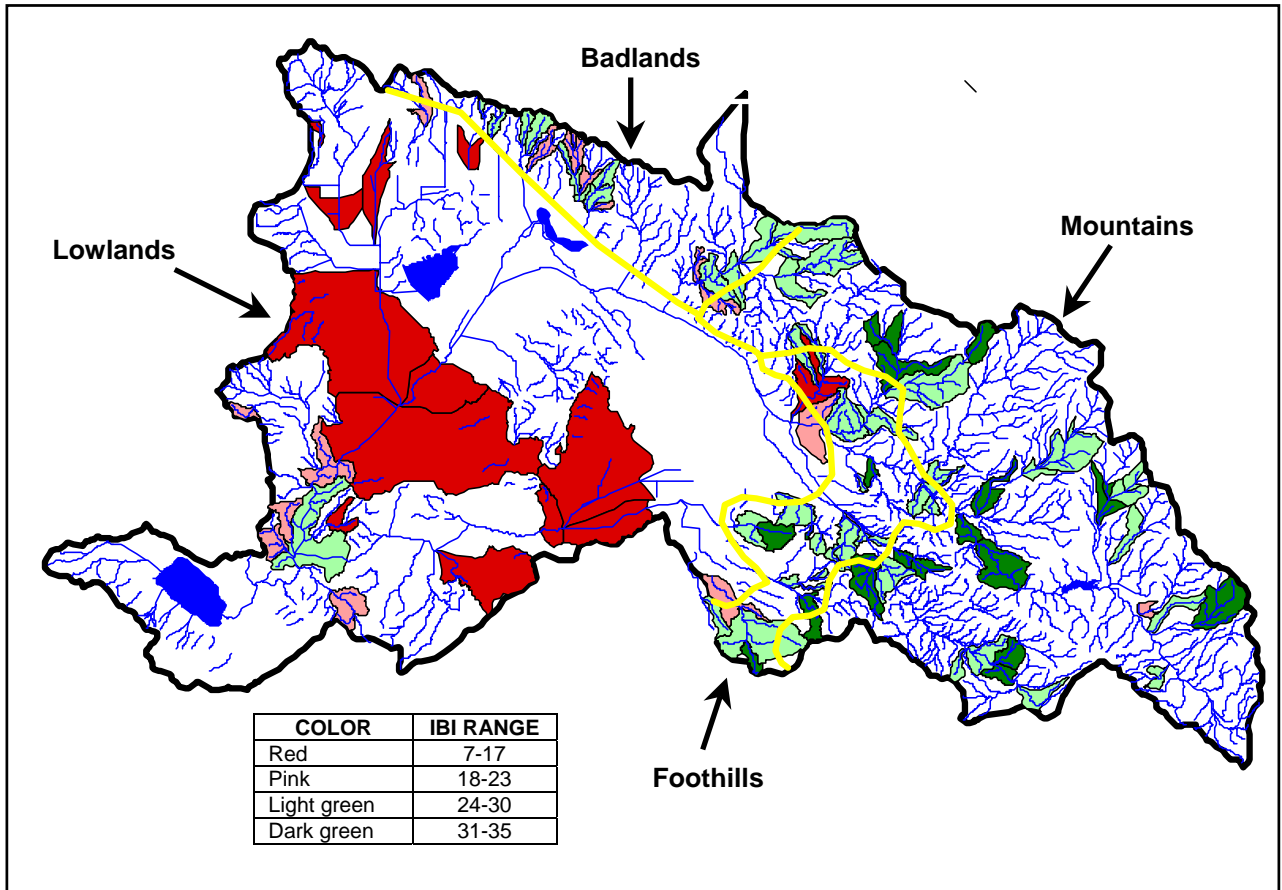 Badlands
Mountains
Lowlands
Foothills
COLOR IBI RANGE
Red 7-17
Pink 18-23
Light green 24-30
Dark green 31-35